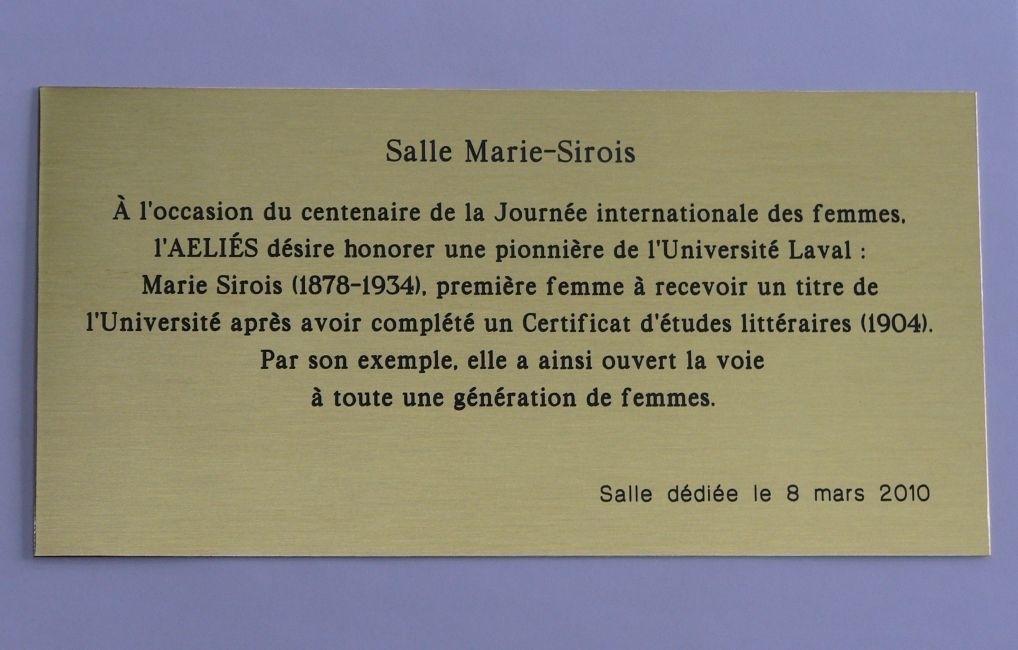 Salle Marie-Sirois
À l'occasion du centenaire de la Journée internationale des femmes,
l'AELIÉS désire honorer une pionnière de l'Université Laval :
Marie Sirois (1878-1934), première femme à recevoir un titre de
l'Université après avoir complété un Certificat d'études littéraires (1904).
Par son exemple, elle a ainsi ouvert la voie
à toute une génération de femmes.
Salle dédiée le 8 mars 2010